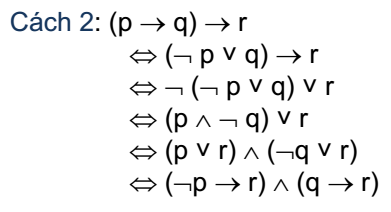 Cách 2: (p → q) → r
⇔ (¬ p ˅ q) → r
⇔ ¬ (¬ p ˅ q) ˅ r
⇔ (p ∧ ¬ q) ˅ r
⇔ (p ˅ r) ∧ (¬q ˅ r)
⇔ (¬p → r) ∧ (q → r)